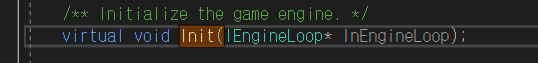 /** Initialize the game engine. */
virtual void Init(IEngineLoop* InEngineLoop);